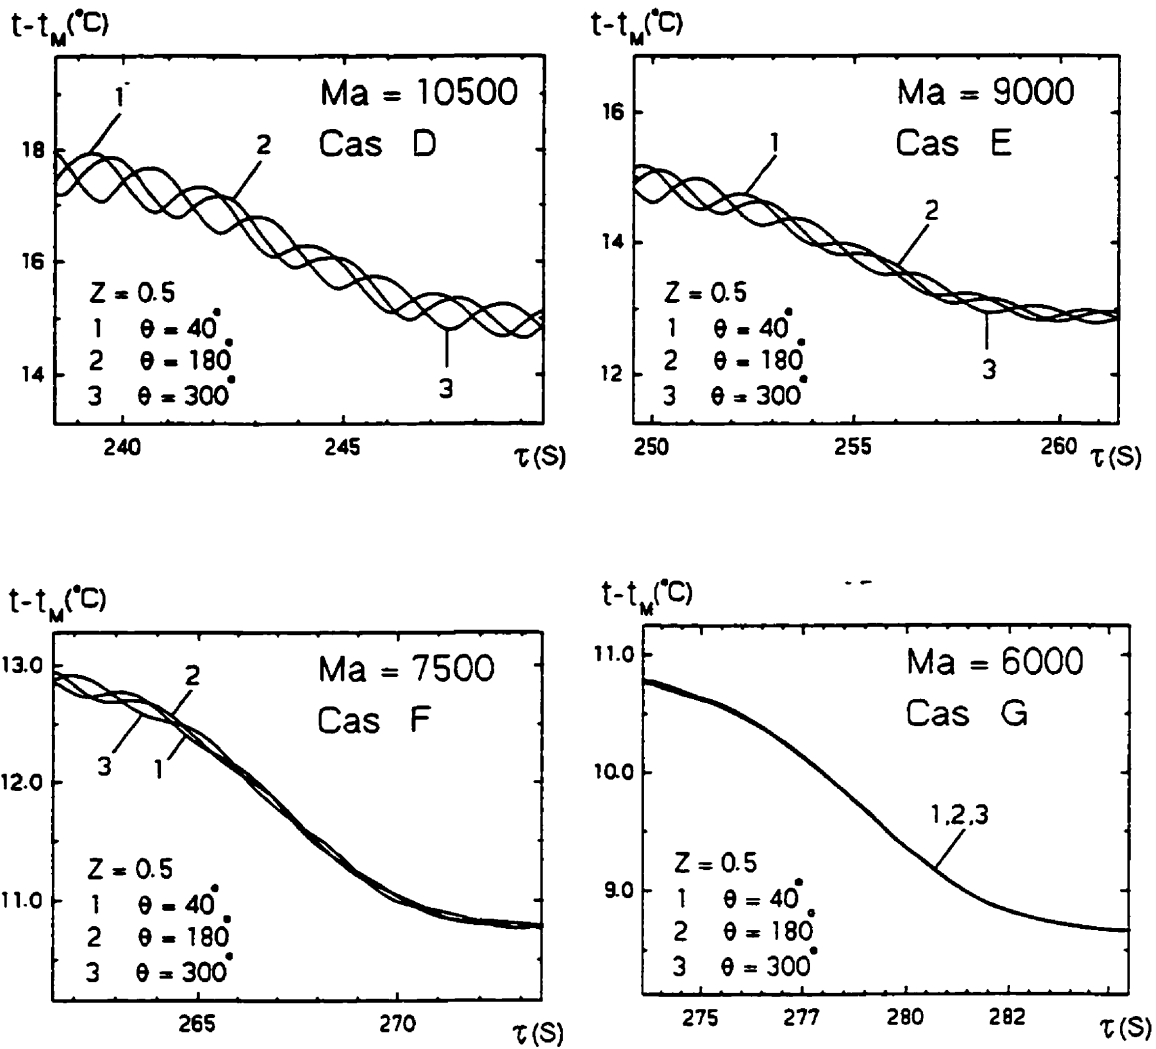 t-t_M(°C)
Ma = 10500
Cas D
1
2
3
18
16
14
Z = 0.5
1 θ = 40°
2 θ = 180°
3 θ = 300°
240
245
τ(S)
t-t_M(°C)
Ma = 9000
Cas E
1
2
3
16
14
12
Z = 0.5
1 θ = 40°
2 θ = 180°
3 θ = 300°
250
255
260
τ(S)
t-t_M(°C)
Ma = 7500
Cas F
2
3
1
13.0
12.0
11.0
Z = 0.5
1 θ = 40°
2 θ = 180°
3 θ = 300°
265
270
τ(S)
t-t_M(°C)
Ma = 6000
Cas G
1,2,3
11.0
10.0
9.0
Z = 0.5
1 θ = 40°
2 θ = 180°
3 θ = 300°
275
277
280
282
τ(S)